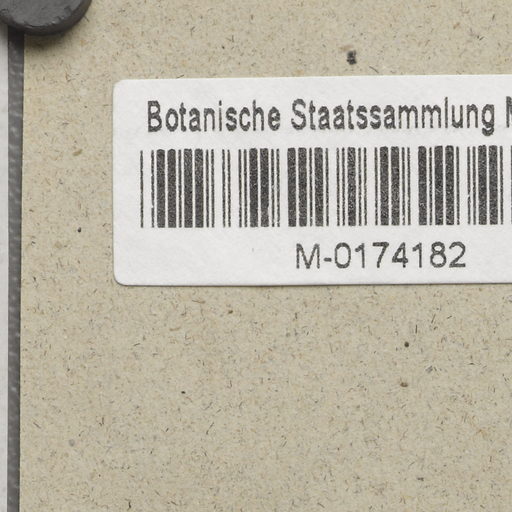 Botanische Staatssammlung
M-0174182